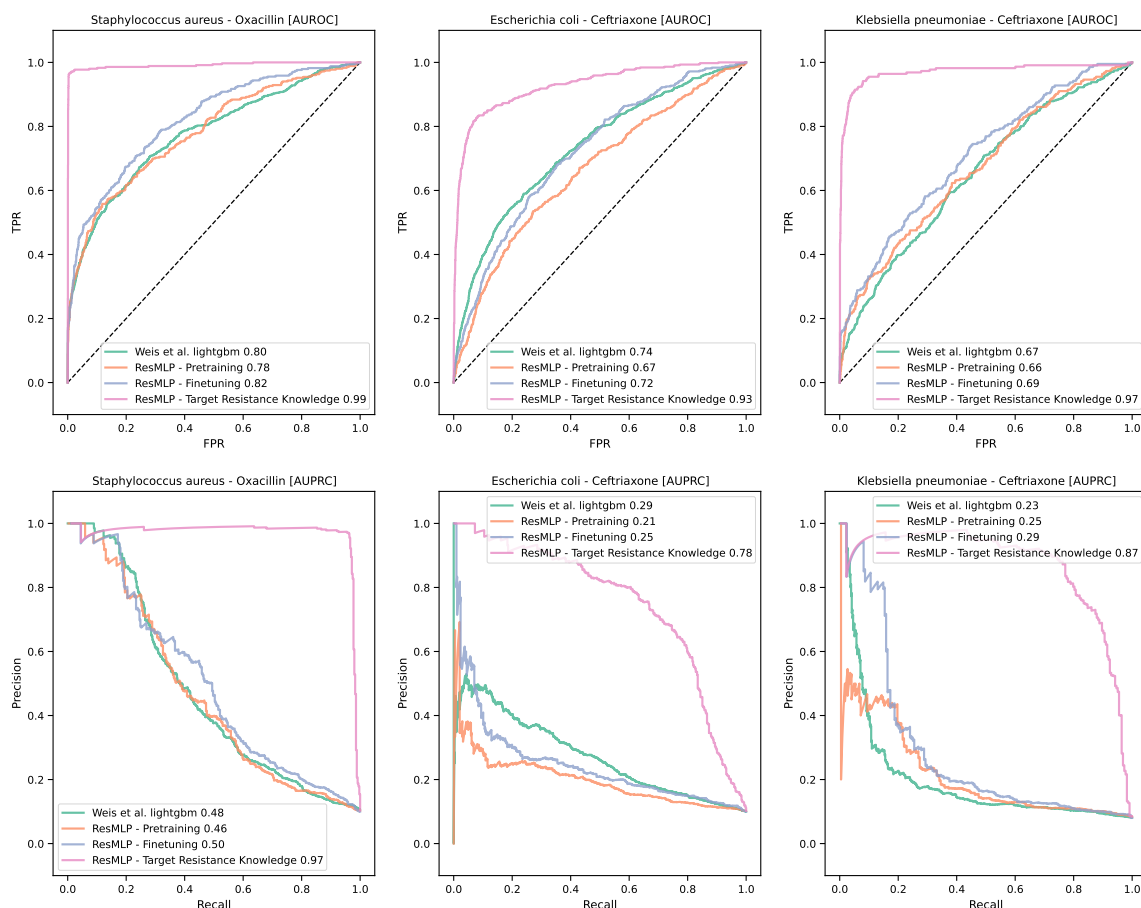 Staphylococcus aureus - Oxacillin [AUROC]
1.0
0.8
0.6
0.4
0.2
0.0
TPR
Weis et al. lightgbm 0.80
ResMLP - Pretraining 0.78
ResMLP - Finetuning 0.82
ResMLP - Target Resistance Knowledge 0.99
0.0 0.2 0.4 0.6 0.8 1.0
FPR
Escherichia coli - Ceftriaxone [AUROC]
1.0
0.8
0.6
0.4
0.2
0.0
TPR
Weis et al. lightgbm 0.74
ResMLP - Pretraining 0.67
ResMLP - Finetuning 0.72
ResMLP - Target Resistance Knowledge 0.93
0.0 0.2 0.4 0.6 0.8 1.0
FPR
Klebsiella pneumoniae - Ceftriaxone [AUROC]
1.0
0.8
0.6
0.4
0.2
0.0
TPR
Weis et al. lightgbm 0.67
ResMLP - Pretraining 0.66
ResMLP - Finetuning 0.69
ResMLP - Target Resistance Knowledge 0.97
0.0 0.2 0.4 0.6 0.8 1.0
FPR
Staphylococcus aureus - Oxacillin [AUPRC]
1.0
0.8
0.6
0.4
0.2
0.0
Precision
Weis et al. lightgbm 0.48
ResMLP - Pretraining 0.46
ResMLP - Finetuning 0.50
ResMLP - Target Resistance Knowledge 0.97
0.0 0.2 0.4 0.6 0.8 1.0
Recall
Escherichia coli - Ceftriaxone [AUPRC]
Weis et al. lightgbm 0.29
ResMLP - Pretraining 0.21
ResMLP - Finetuning 0.25
ResMLP - Target Resistance Knowledge 0.78
1.0
0.8
0.6
0.4
0.2
0.0
Precision
0.0 0.2 0.4 0.6 0.8 1.0
Recall
Klebsiella pneumoniae - Ceftriaxone [AUPRC]
Weis et al. lightgbm 0.23
ResMLP - Pretraining 0.25
ResMLP - Finetuning 0.29
ResMLP - Target Resistance Knowledge 0.87
1.0
0.8
0.6
0.4
0.2
0.0
Precision
0.0 0.2 0.4 0.6 0.8 1.0
Recall